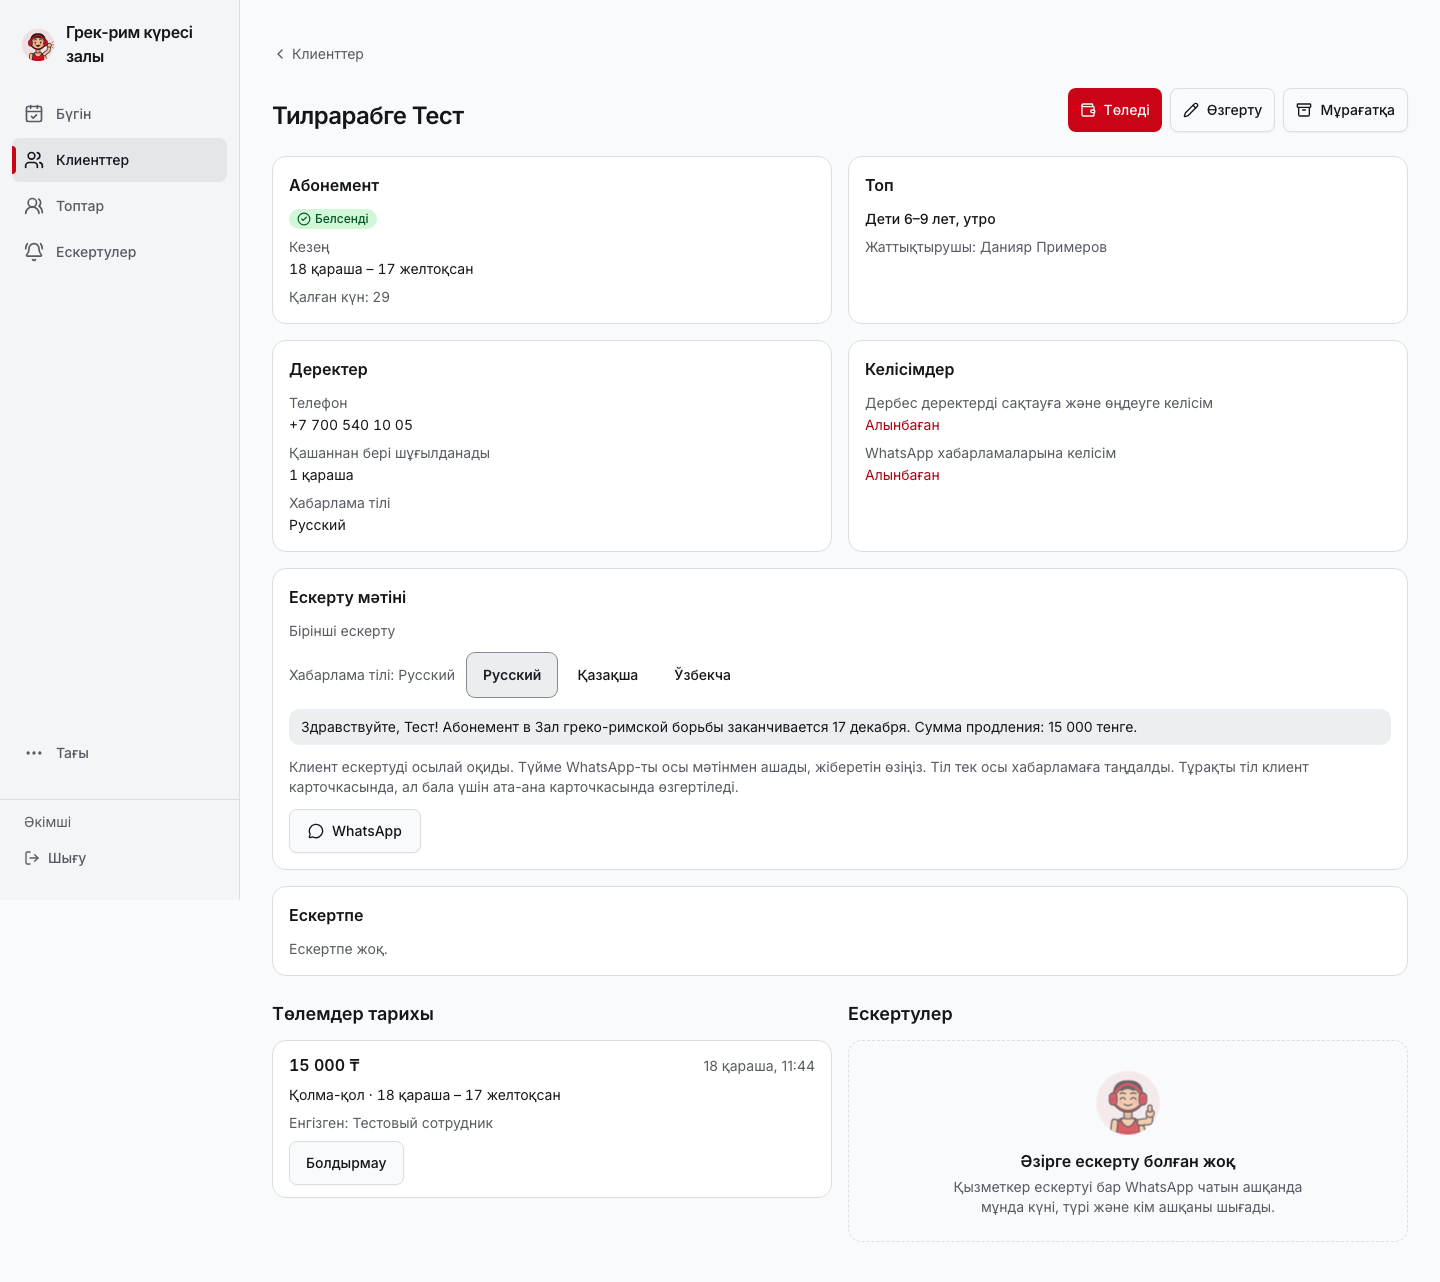 Грек-рим күресі
залы
Бүгін
Клиенттер
Топтар
Ескертулер
Тағы
Әкімші
Шығу
Клиенттер
Тилрарабге Тест
Төледі
Өзгерту
Мұрағатқа
Абонемент
Белсенді
Кезең
18 қараша – 17 желтоқсан
Қалған күн: 29
Топ
Дети 6–9 лет, утро
Жаттықтырушы: Данияр Примеров
Деректер
Телефон
+7 700 540 10 05
Қашаннан бері шұғылданады
1 қараша
Хабарлама тілі
Русский
Келісімдер
Дербес деректерді сақтауға және өңдеуге келісім
Алынбаған
WhatsApp хабарламаларына келісім
Алынбаған
Ескерту мәтіні
Бірінші ескерту
Хабарлама тілі: Русский Русский Қазақша Ўзбекча
Здравствуйте, Тест! Абонемент в Зал греко-римской борьбы заканчивается 17 декабря. Сумма продления: 15 000 тенге.
Клиент ескертуді осылай оқиды. Түйме WhatsApp-ты осы мәтінмен ашады, жіберетін өзіңіз. Тіл тек осы хабарламаға таңдалды. Тұрақты тіл клиент
карточкасында, ал бала үшін ата-ана карточкасында өзгертіледі.
WhatsApp
Ескертпе
Ескертпе жоқ.
Төлемдер тарихы
15 000 ₸ 18 қараша, 11:44
Қолма-қол · 18 қараша – 17 желтоқсан
Енгізген: Тестовый сотрудник
Болдырмау
Ескертулер
Әзірге ескерту болған жоқ
Қызметкер ескертуі бар WhatsApp чатын ашқанда
мұнда күні, түрі және кім ашқаны шығады.